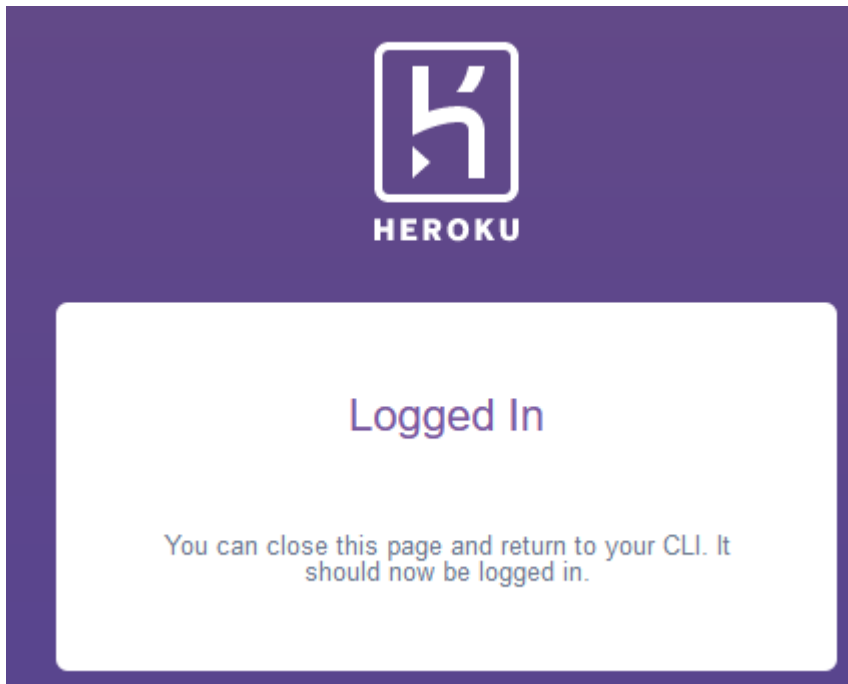 HEROKU
Logged In
You can close this page and return to your CLI. It
should now be logged in.